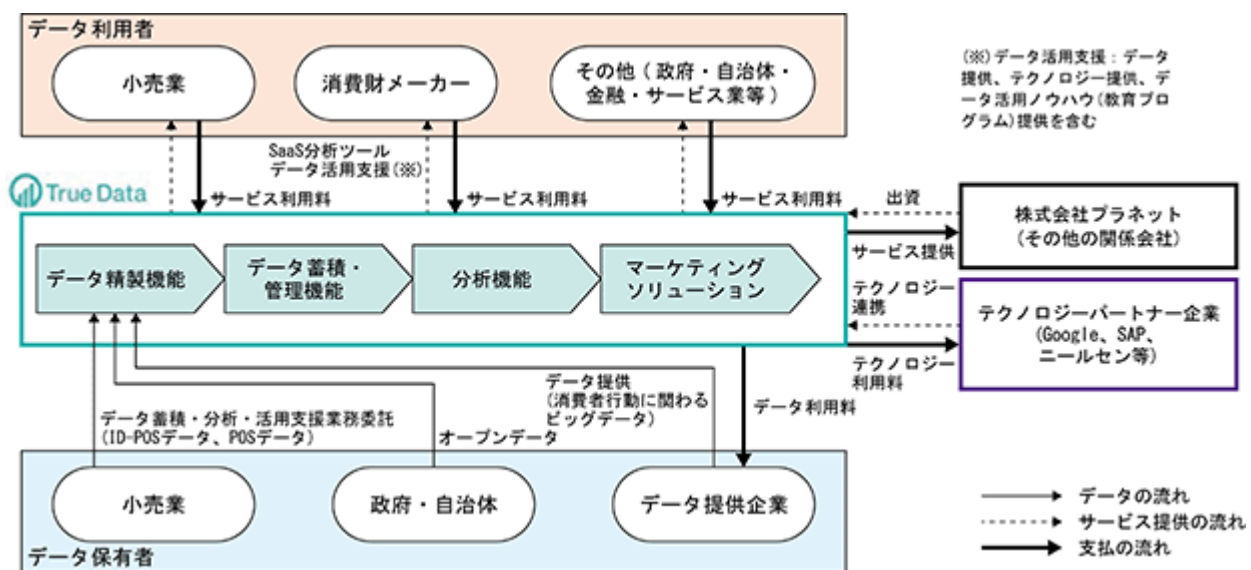 データ利用者
小売業
消費財メーカー
その他(政府・自治体・
金融・サービス業等)
(※)データ活用支援：データ
提供、テクノロジー提供、デ
ータ活用ノウハウ(教育プロ
グラム)提供を含む
SaaS分析ツール
データ活用支援(※)
サービス利用料
サービス利用料
サービス利用料
True Data
データ精製機能
データ蓄積・
管理機能
分析機能
マーケティング
ソリューション
出資
サービス提供
株式会社プラネット
(その他の関係会社)
テクノロジー
連携
テクノロジー
利用料
テクノロジーパートナー企業
(Google、SAP、
ニールセン等)
データ蓄積・分析・活用支援業務委託
(ID-POSデータ、POSデータ)
オープンデータ
データ提供
(消費者行動に関わる
ビッグデータ)
データ利用料
小売業
政府・自治体
データ提供企業
データ保有者
データの流れ
サービス提供の流れ
支払の流れ